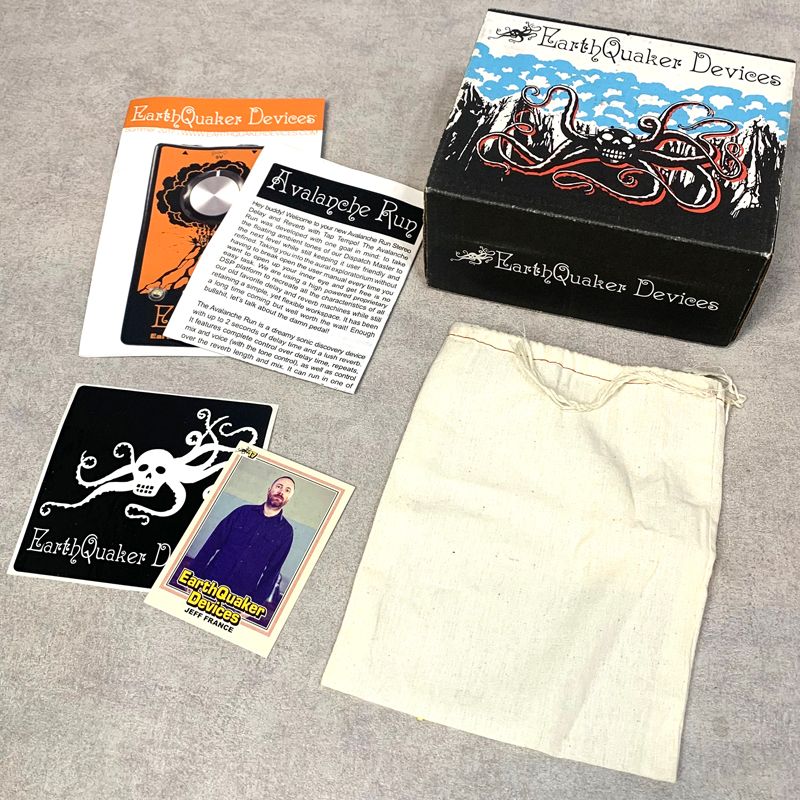 EarthQuaker Devices
EarthQuaker Devices
EarthQuaker Devices
WWW.EARTHQUAKERDEVICES.COM
9V
Avalanche Run
Hey buddy! Welcome to your new Avalanche Run Stereo
Delay and Reverb with Tap Tempo! The Avalanche
Run was developed with one goal in mind: to take
the floating ambient tones of our Dispatch Master to
the next level while still keeping it user friendly and
refined. Taking you into the aural exploratorium without
having to break open the user manual every time you
want to open up your inner eye and get free is no
easy task. We are using a high powered proprietary
DSP platform to recreate all the characteristics of all
our old favorite delay and reverb machines while still
retaining a simple, yet flexible workspace. It has been
a long time coming but well worth the wait! Enough
bullshit, let's talk about the damn pedal!
The Avalanche Run is a dreamy sonic discovery device
with up to 2 seconds of delay time and a lush reverb.
It features complete control over delay time, repeats,
mix and voice (with the tone control), as well as control
over the reverb length and mix. It can run in one of
EarthQuaker D
17
EarthQuaker
Devices
JEFF FRANCE